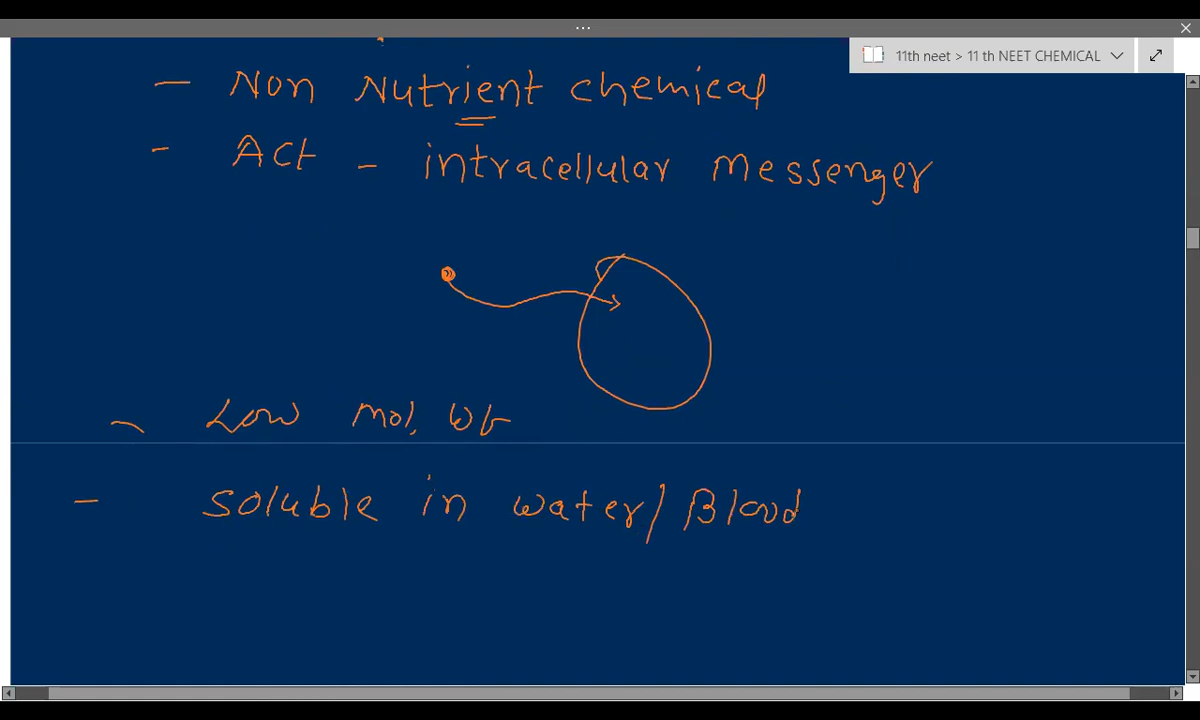 11th neet > 11 th NEET CHEMICAL
- Non Nutrient chemical
- Act - intracellular messenger
- Low mol. wt
- Soluble in water/Blood